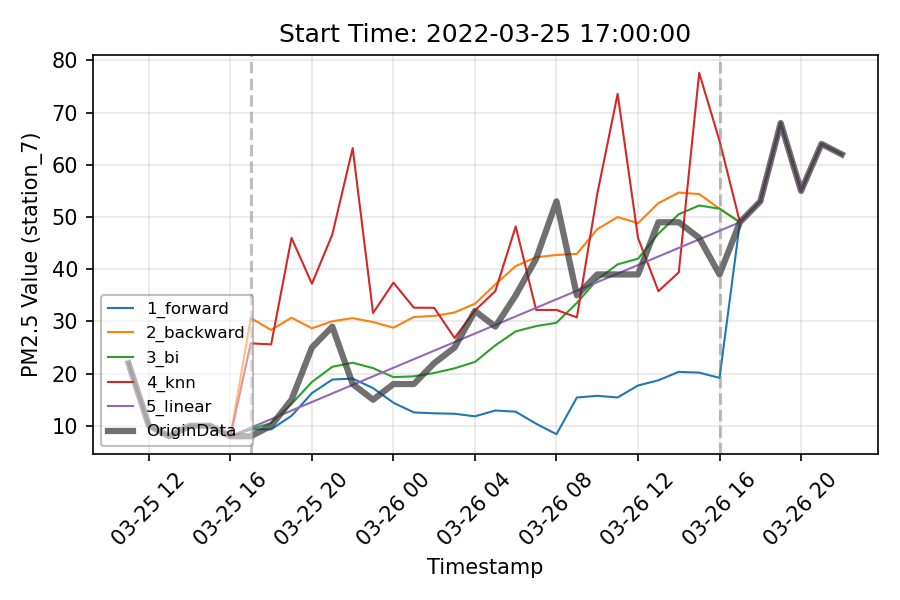 Start Time: 2022-03-25 17:00:00
80
70
60
50
40
30
20
10
PM2.5 Value (station_7)
1_forward
2_backward
3_bi
4_knn
5_linear
OriginData
03-25 12
03-25 16
03-25 20
03-26 00
03-26 04
03-26 08
03-26 12
03-26 16
03-26 20
Timestamp